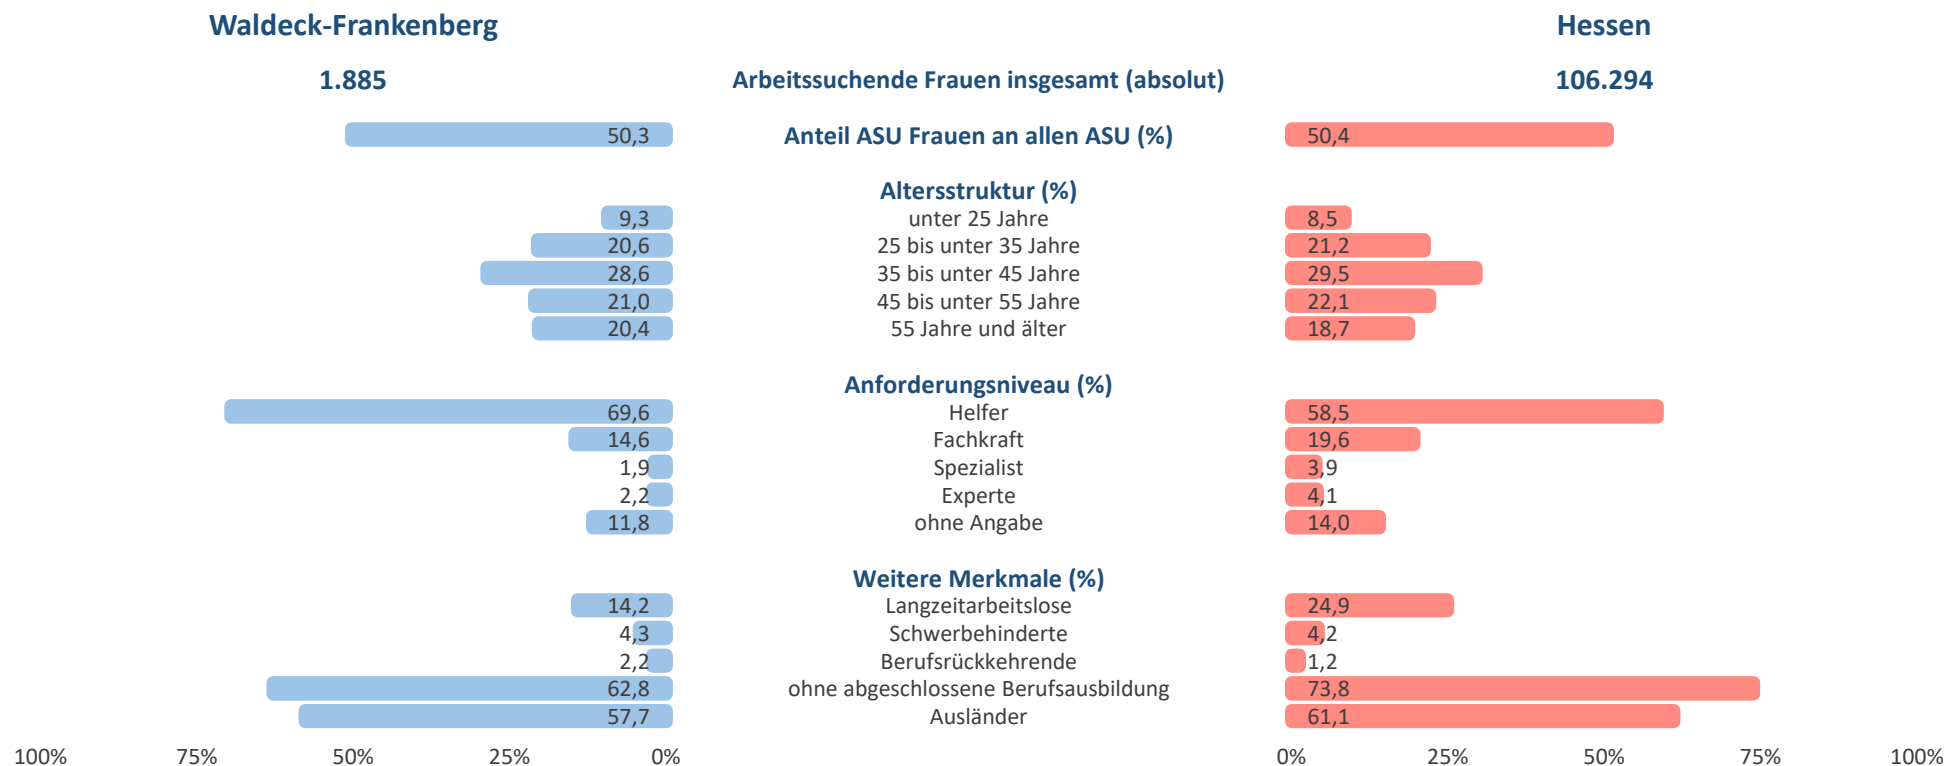 Waldeck-Frankenberg Hessen
1.885 Arbeitssuchende Frauen insgesamt (absolut) 106.294
50,3 Anteil ASU Frauen an allen ASU (%) 50,4
Altersstruktur (%)
9,3 unter 25 Jahre 8,5
20,6 25 bis unter 35 Jahre 21,2
28,6 35 bis unter 45 Jahre 29,5
21,0 45 bis unter 55 Jahre 22,1
20,4 55 Jahre und älter 18,7
Anforderungsniveau (%)
69,6 Helfer 58,5
14,6 Fachkraft 19,6
1,9 Spezialist 3,9
2,2 Experte 4,1
11,8 ohne Angabe 14,0
Weitere Merkmale (%)
14,2 Langzeitarbeitslose 24,9
4,3 Schwerbehinderte 4,2
2,2 Berufsrückkehrende 1,2
62,8 ohne abgeschlossene Berufsausbildung 73,8
57,7 Ausländer 61,1
100% 75% 50% 25% 0% 0% 25% 50% 75% 100%